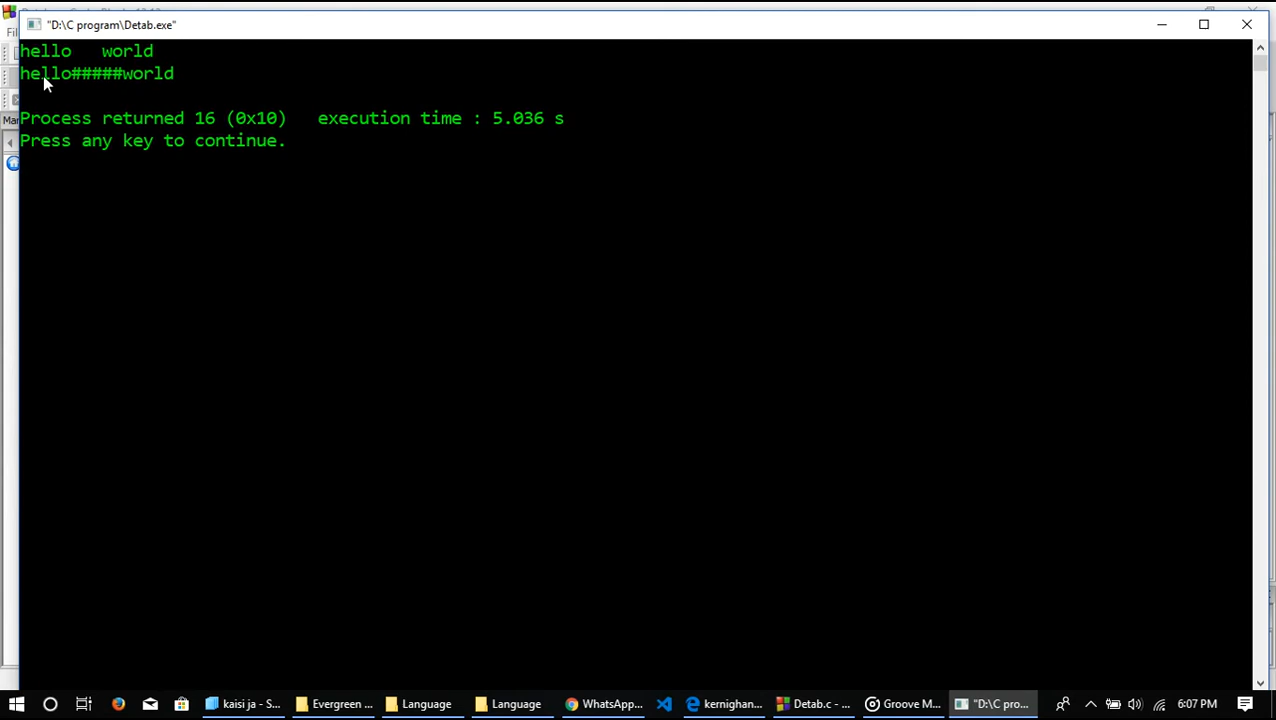 "D:\C program\Detab.exe"
hello   world
hello#####world
Process returned 16 (0x10)   execution time : 5.036 s
Press any key to continue.
Mar
kaisi ja - S...
Evergreen ...
Language
Language
WhatsApp...
kernighan...
Detab.c - ...
Groove M...
"D:\C pro...
6:07 PM